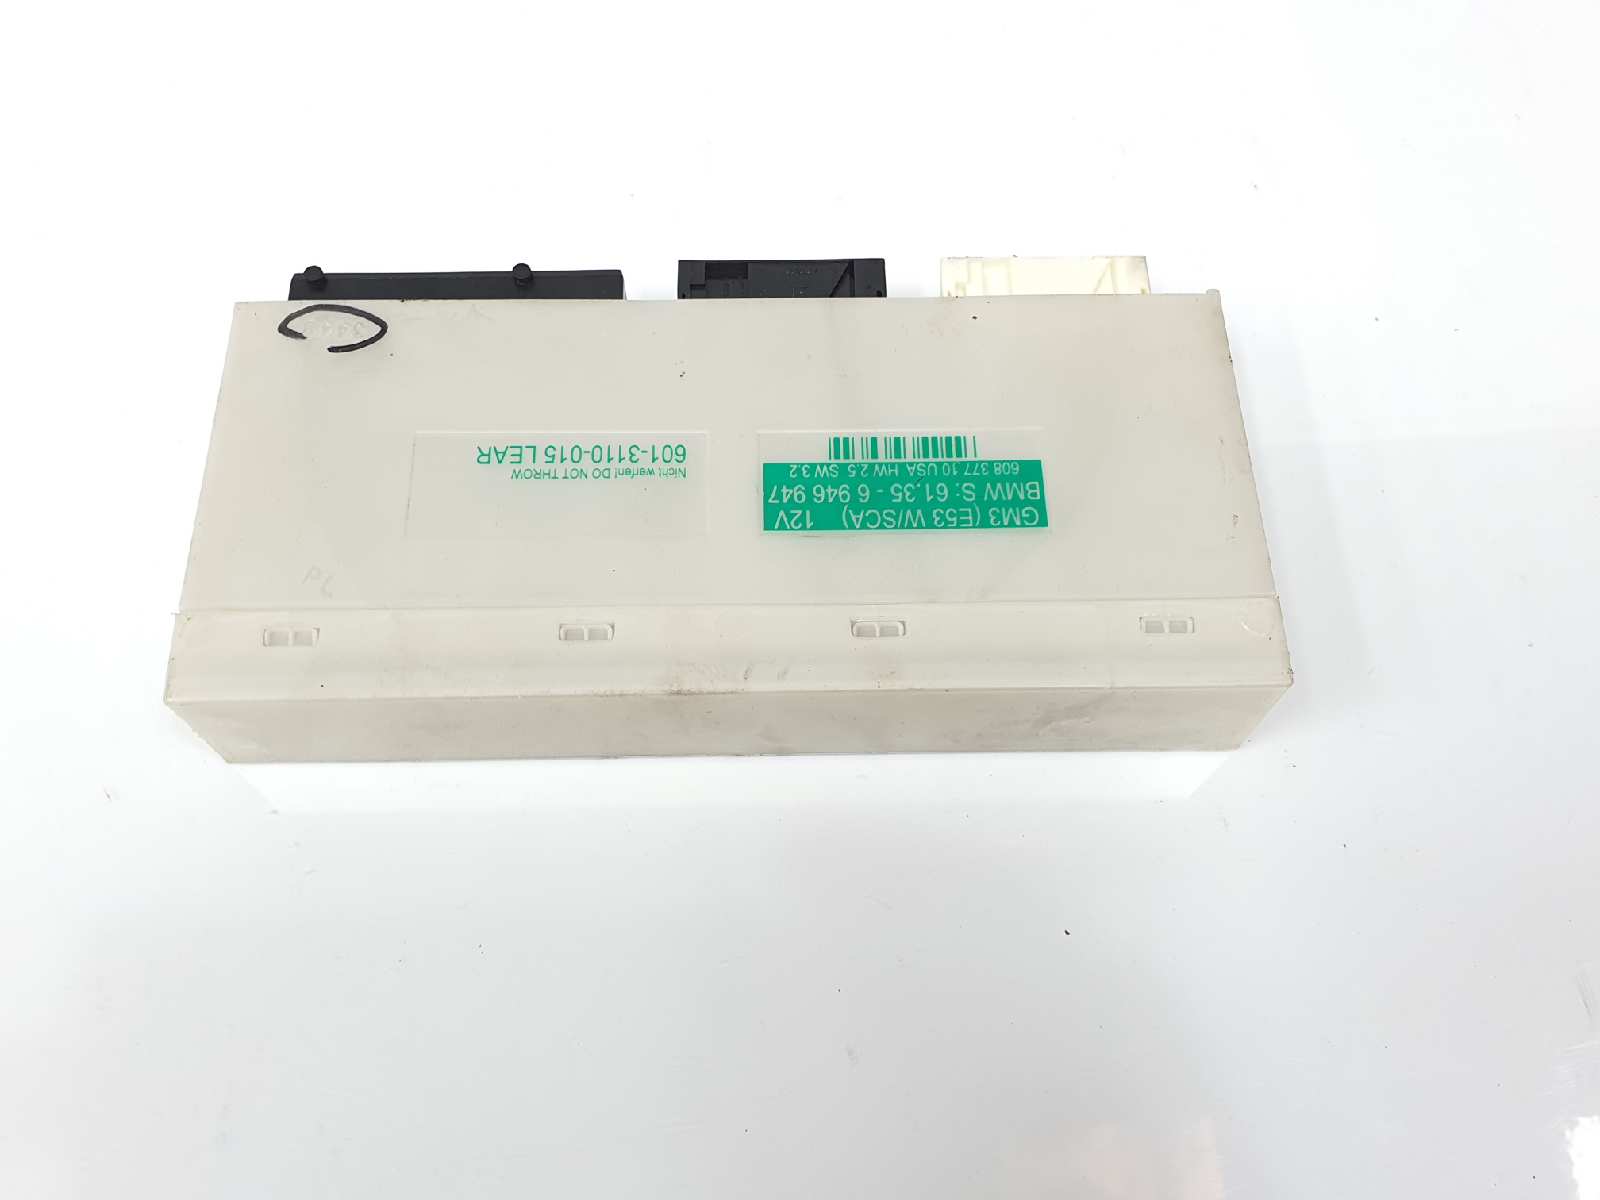 GM3 (E53 W/SCA) 12V
BMW S: 61.35 - 6 946 947
608 377 10 USA HW 2.5 SW 3.2
Nicht werfen! DO NOT THROW
601-3110-015 LEAR